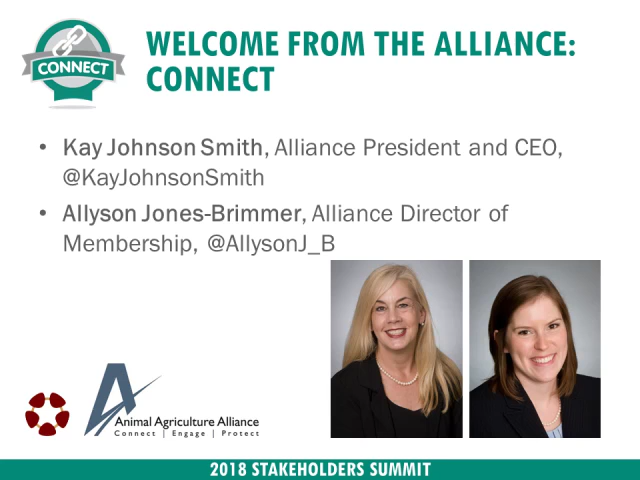 CONNECT
WELCOME FROM THE ALLIANCE:
CONNECT
• Kay Johnson Smith, Alliance President and CEO,
@KayJohnsonSmith
• Allyson Jones-Brimmer, Alliance Director of
Membership, @AllysonJ_B
Animal Agriculture Alliance
Connect | Engage | Protect
2018 STAKEHOLDERS SUMMIT